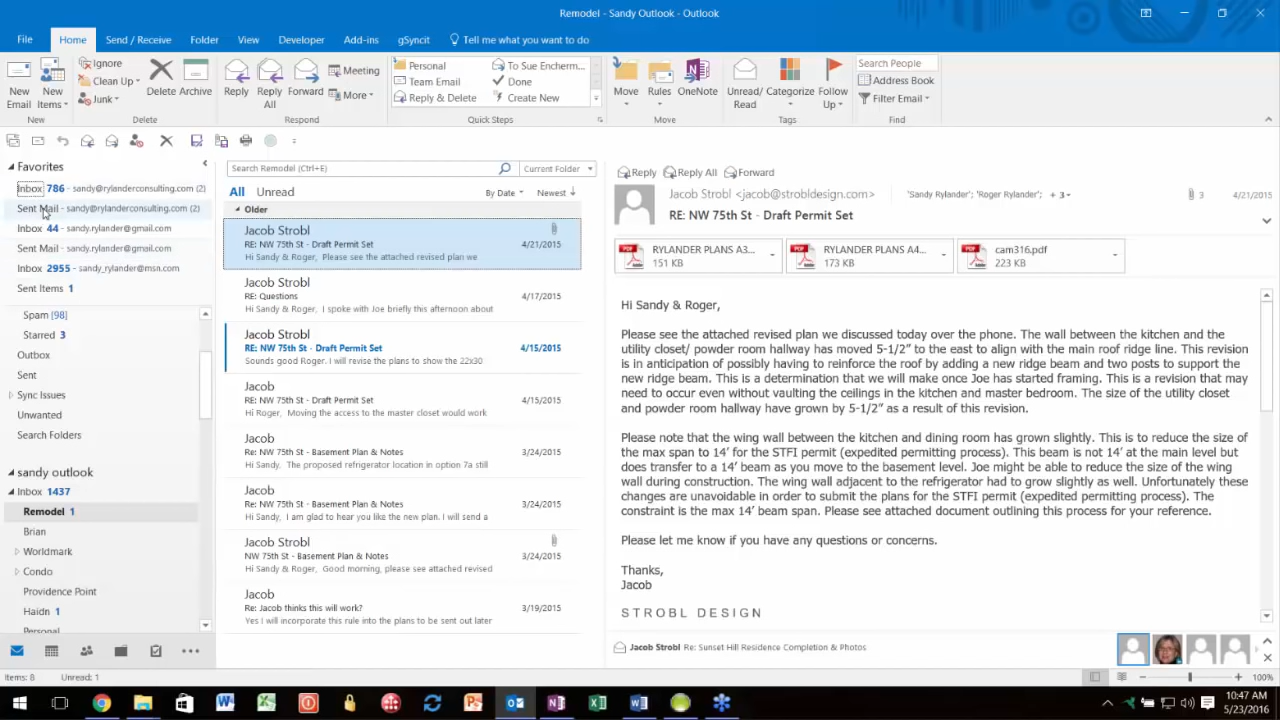 Remodel - Sandy Outlook - Outlook
File Home Send / Receive Folder View Developer Add-ins gSyncit Tell me what you want to do
New Email
New Items
New
Ignore
Clean Up
Junk
Delete
Archive
Delete
Reply
Reply All
Forward
Meeting
More
Respond
Personal
Team Email
Reply & Delete
To Sue Encherm...
Done
Create New
Quick Steps
Move
Rules
OneNote
Move
Unread/ Read
Categorize
Follow Up
Tags
Search People
Address Book
Filter Email
Find
Favorites
Inbox 786 - sandy@rylanderconsulting.com (2)
Sent Mail - sandy@rylanderconsulting.com (2)
Inbox 44 - sandy.rylander@gmail.com
Sent Mail - sandy.rylander@gmail.com
Inbox 2955 - sandy_rylander@msn.com
Sent Items 1
Spam [98]
Starred 3
Outbox
Sent
Sync Issues
Unwanted
Search Folders
sandy outlook
Inbox 1437
Remodel 1
Brian
Worldmark
Condo
Providence Point
Haidn 1
Personal
Search Remodel (Ctrl+E)
Current Folder
All Unread
By Date Newest
Older
Jacob Strobl
RE: NW 75th St - Draft Permit Set 4/21/2015
Hi Sandy & Roger, Please see the attached revised plan we
Jacob Strobl
RE: Questions 4/17/2015
Hi Sandy & Roger, I spoke with Joe briefly this afternoon about
Jacob Strobl
RE: NW 75th St - Draft Permit Set 4/15/2015
Sounds good Roger. I will revise the plans to show the 22x30
Jacob
RE: NW 75th St - Draft Permit Set 4/15/2015
Hi Roger, Moving the access to the master closet would work
Jacob
RE: NW 75th St - Basement Plan & Notes 3/24/2015
Hi Sandy, The proposed refrigerator location in option 7a still
Jacob
RE: NW 75th St - Basement Plan & Notes 3/24/2015
Hi Sandy, I am glad to hear you like the new plan. I will send a
Jacob
NW 75th St - Basement Plan & Notes 3/24/2015
Hi Sandy & Roger, Good morning, please see attached revised
Jacob
Re: Jacob thinks this will work? 3/19/2015
Yes I will incorporate this rule into the plans to be sent out later
Reply Reply All Forward
Jacob Strobl <jacob@strobldesign.com> 'Sandy Rylander'; 'Roger Rylander'; + 3 3 4/21/2015
RE: NW 75th St - Draft Permit Set
RYLANDER PLANS A3...
151 KB
RYLANDER PLANS A4...
173 KB
cam316.pdf
223 KB
Hi Sandy & Roger,
Please see the attached revised plan we discussed today over the phone. The wall between the kitchen and the
utility closet/ powder room hallway has moved 5-1/2" to the east to align with the main roof ridge line. This revision
is in anticipation of possibly having to reinforce the roof by adding a new ridge beam and two posts to support the
new ridge beam. This is a determination that we will make once Joe has started framing. This is a revision that may
need to occur even without vaulting the ceilings in the kitchen and master bedroom. The size of the utility closet
and powder room hallway have grown by 5-1/2" as a result of this revision.
Please note that the wing wall between the kitchen and dining room has grown slightly. This is to reduce the size of
the max span to 14' for the STFI permit (expedited permitting process). This beam is not 14' at the main level but
does transfer to a 14' beam as you move to the basement level. Joe might be able to reduce the size of the wing
wall during construction. The wing wall adjacent to the refrigerator had to grow slightly as well. Unfortunately these
changes are unavoidable in order to submit the plans for the STFI permit (expedited permitting process). The
constraint is the max 14' beam span. Please see attached document outlining this process for your reference.
Please let me know if you have any questions or concerns.
Thanks,
Jacob
STROBL DESIGN
Jacob Strobl Re: Sunset Hill Residence Completion & Photos
Items: 8 Unread: 1
100%
10:47 AM
5/23/2016